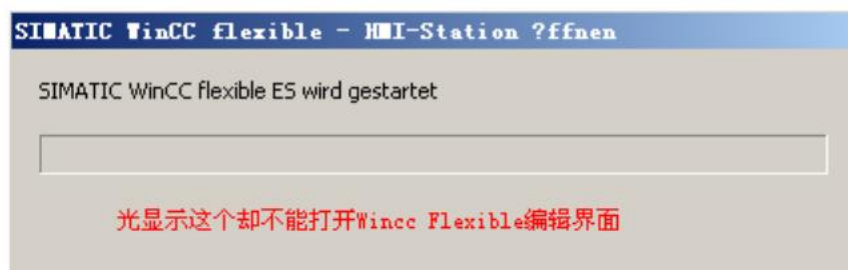 SIMATIC WinCC flexible - HMI-Station ?ffnen
SIMATIC WinCC flexible ES wird gestartet
光显示这个却不能打开Wincc Flexible编辑界面